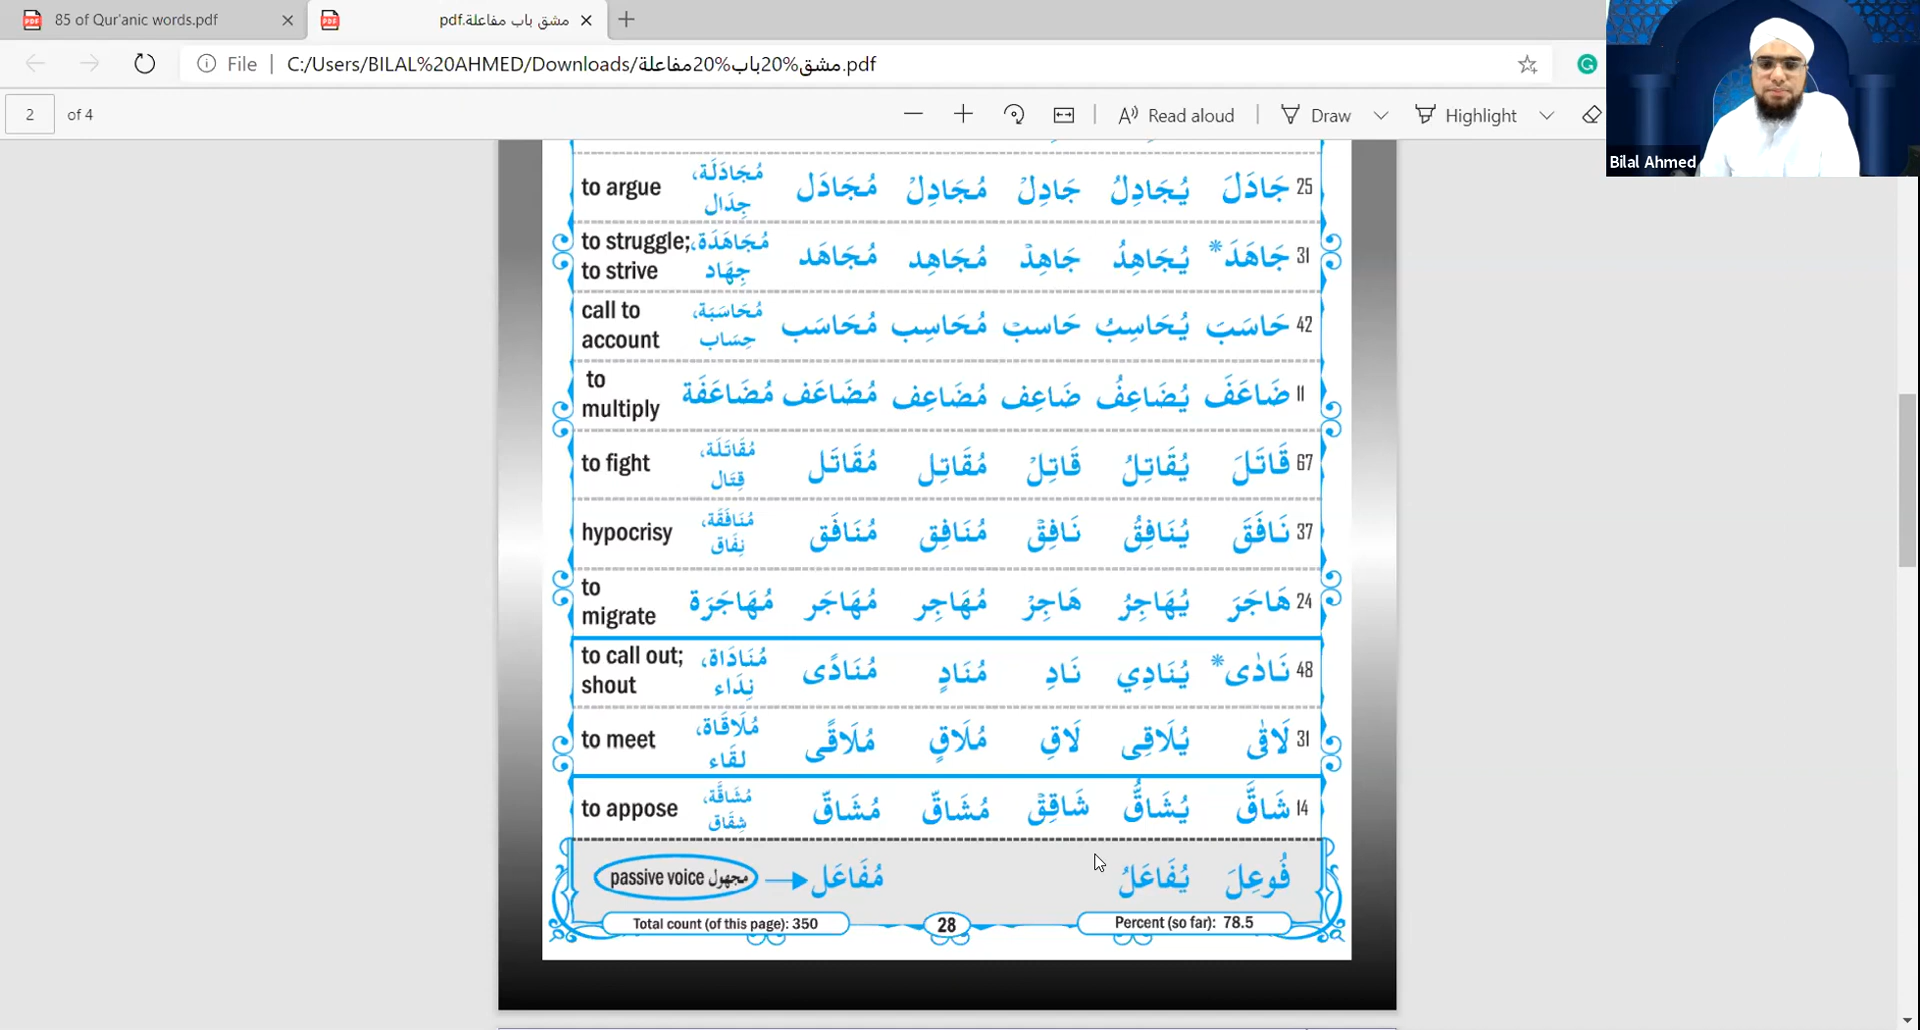 85 of Qur'anic words.pdf
مشق باب مفاعلة.pdf
File | C:/Users/BILAL%20AHMED/Downloads/مشق%20باب%20مفاعلة.pdf
2 of 4
Read aloud
Draw
Highlight
Bilal Ahmed
25 جَادَلَ يُجَادِلُ جَادِلْ مُجَادِلْ مُجَادَل مُجَادَلَة، جِدَال to argue
31 جَاهَدَ * يُجَاهِدُ جَاهِدْ مُجَاهِد مُجَاهَد مُجَاهَدَة، جِهَاد to struggle; to strive
42 حَاسَبَ يُحَاسِبُ حَاسبْ مُحَاسِب مُحَاسَب مُحَاسَبَة، حِسَاب call to account
11 ضَاعَفَ يُضَاعِفُ ضَاعِف مُضَاعِف مُضَاعَف مُضَاعَفَة to multiply
67 قَاتَلَ يُقَاتِلُ قَاتِلْ مُقَاتِل مُقَاتَل مُقَاتَلَة، قِتَال to fight
37 نَافَقَ يُنَافِقُ نَافِقْ مُنَافِق مُنَافَق مُنَافَقَة، نِفَاق hypocrisy
24 هَاجَرَ يُهَاجِرُ هَاجِرْ مُهَاجِر مُهَاجَر مُهَاجَرَة to migrate
48 نَادٰى * يُنَادِي نَادِ مُنَادٍ مُنَادًى مُنَادَاة، نِدَاء to call out; shout
31 لَاقٰى يُلَاقِى لَاقِ مُلَاقٍ مُلَاقًى مُلَاقَاة، لِقَاء to meet
14 شَاقَّ يُشَاقُّ شَاقِقْ مُشَاقّ مُشَاقّ مُشَاقَّة، شِقَاق to appose
فُوعِلَ يُفَاعَلُ مُفَاعَل passive voice مجهول
Total count (of this page): 350
28
Percent (so far): 78.5